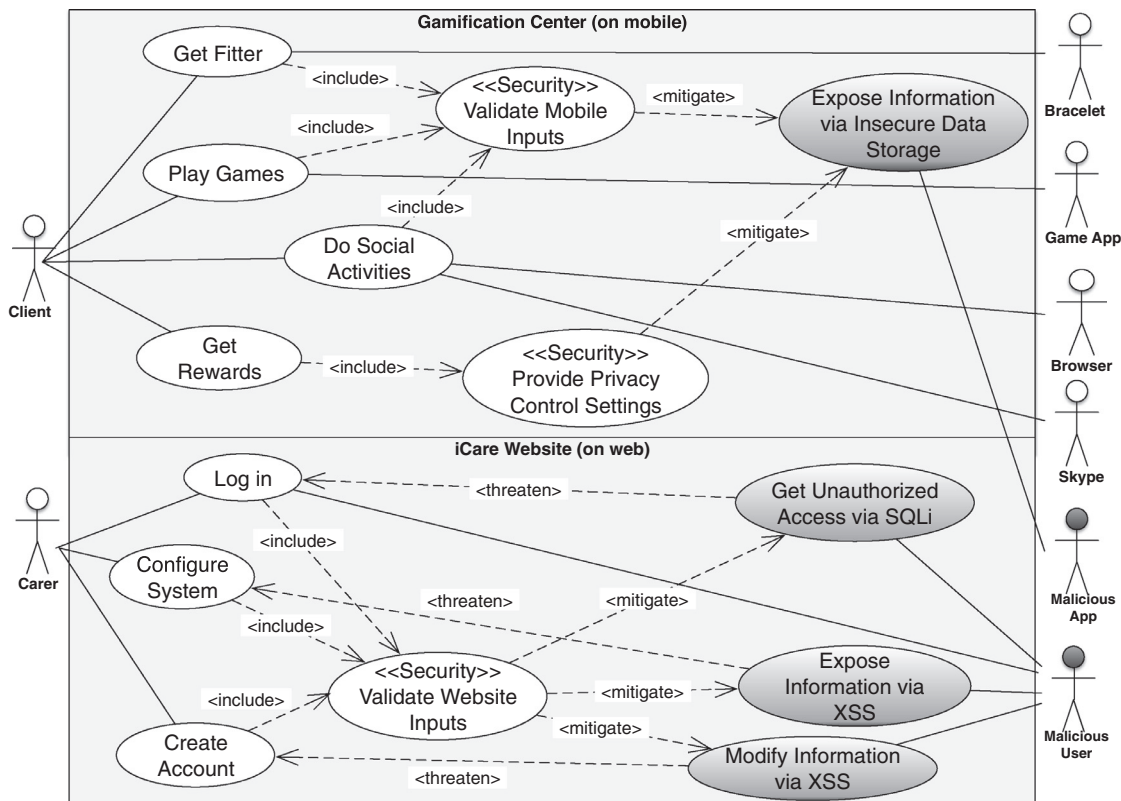 Gamification Center (on mobile)
Get Fitter
<include>
<<Security>>
Validate Mobile
Inputs
<mitigate>
Expose Information
via Insecure Data
Storage
Bracelet
<include>
Play Games
<include>
Game App
Do Social
Activities
<mitigate>
Client
Browser
Get
Rewards
<include>
<<Security>>
Provide Privacy
Control Settings
Skype
iCare Website (on web)
Log in
<threaten>
Get Unauthorized
Access via SQLi
Carer
<include>
Configure
System
<threaten>
<mitigate>
Malicious
App
<include>
<<Security>>
Validate Website
Inputs
<mitigate>
Expose
Information via
XSS
<include>
Create
Account
<mitigate>
Modify Information
via XSS
<threaten>
Malicious
User